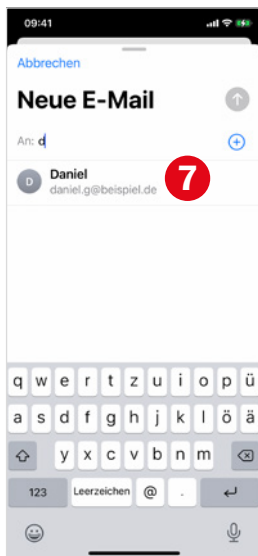 09:41
Abbrechen
Neue E-Mail
An: d
D
Daniel
daniel.g@beispiel.de
7
q w e r t z u i o p ü
a s d f g h j k l ö ä
y x c v b n m
123 Leerzeichen @ .